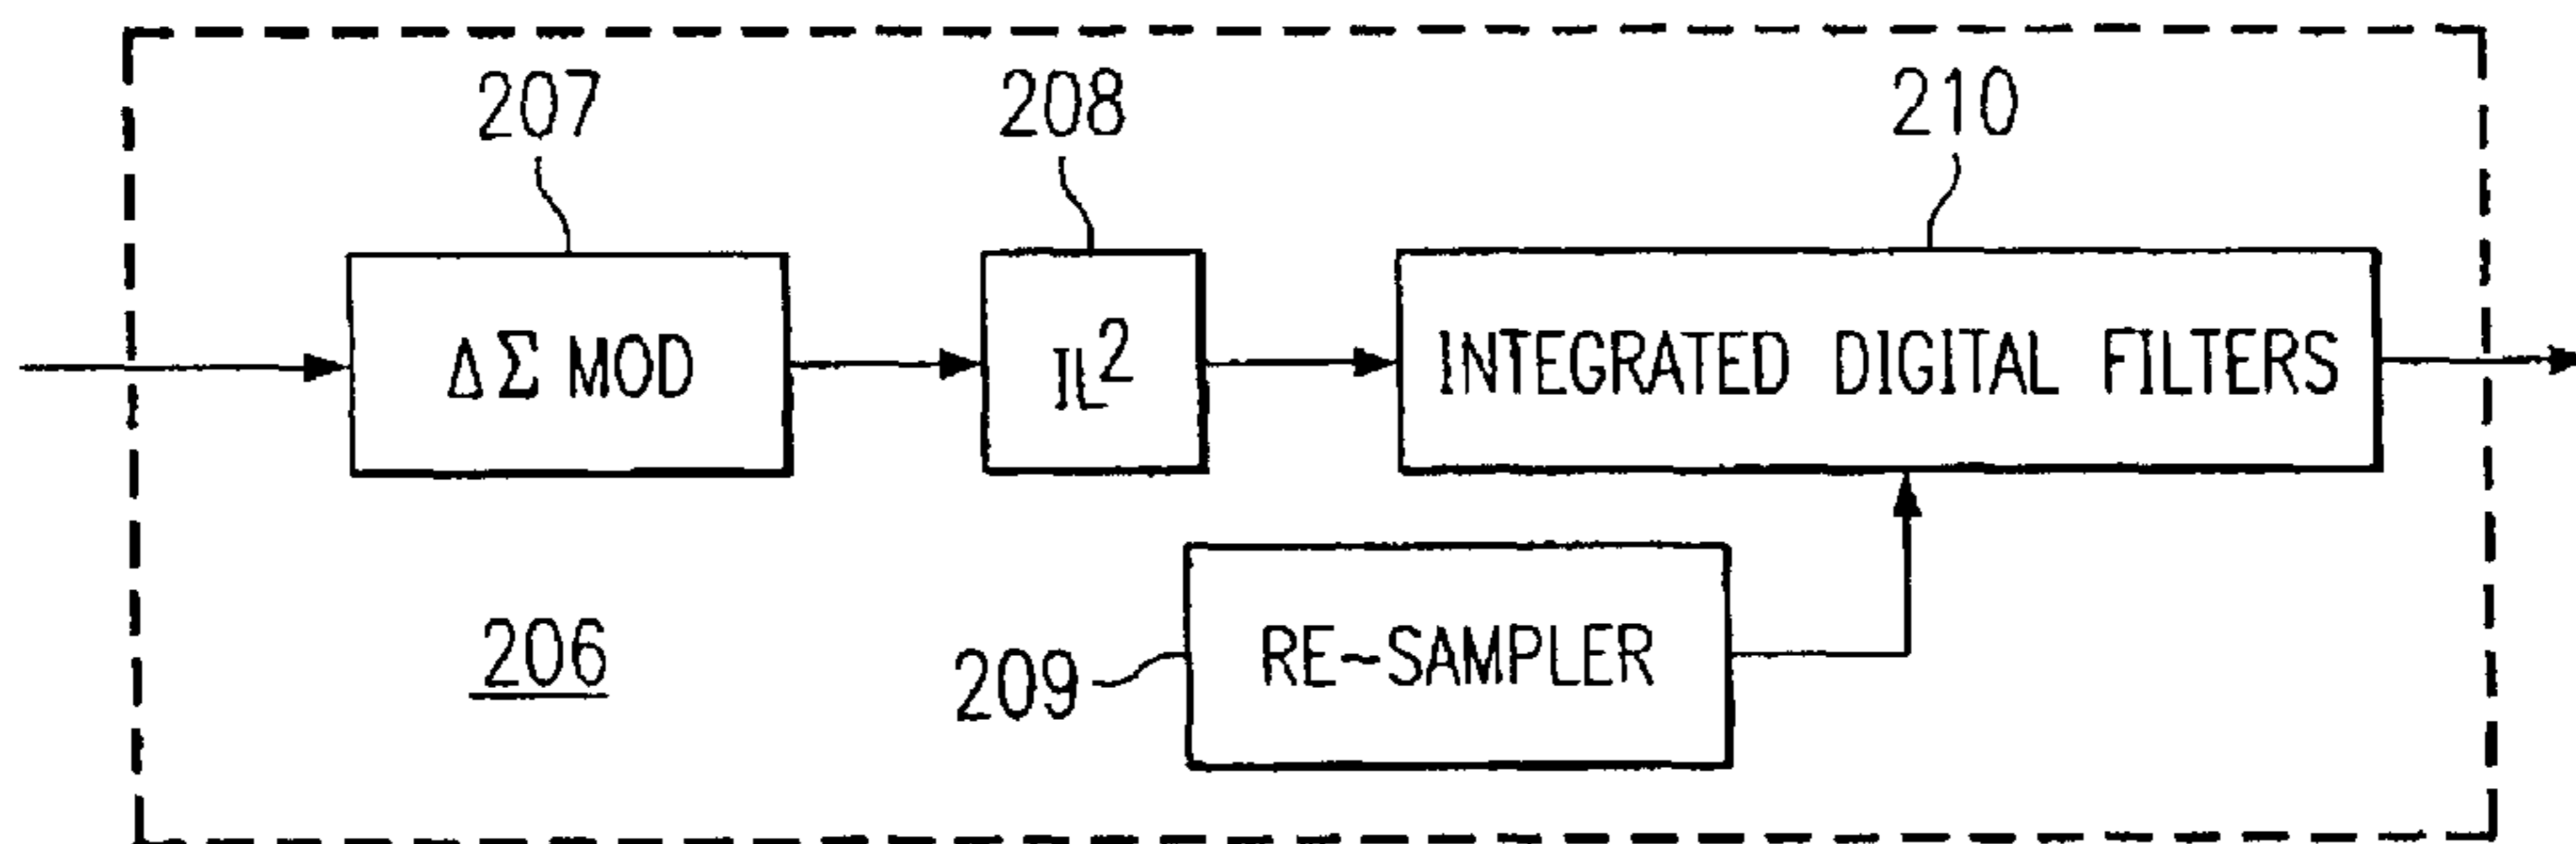 207
208
210
ΔΣ MOD
IL²
INTEGRATED DIGITAL FILTERS
206
209
RE-SAMPLER